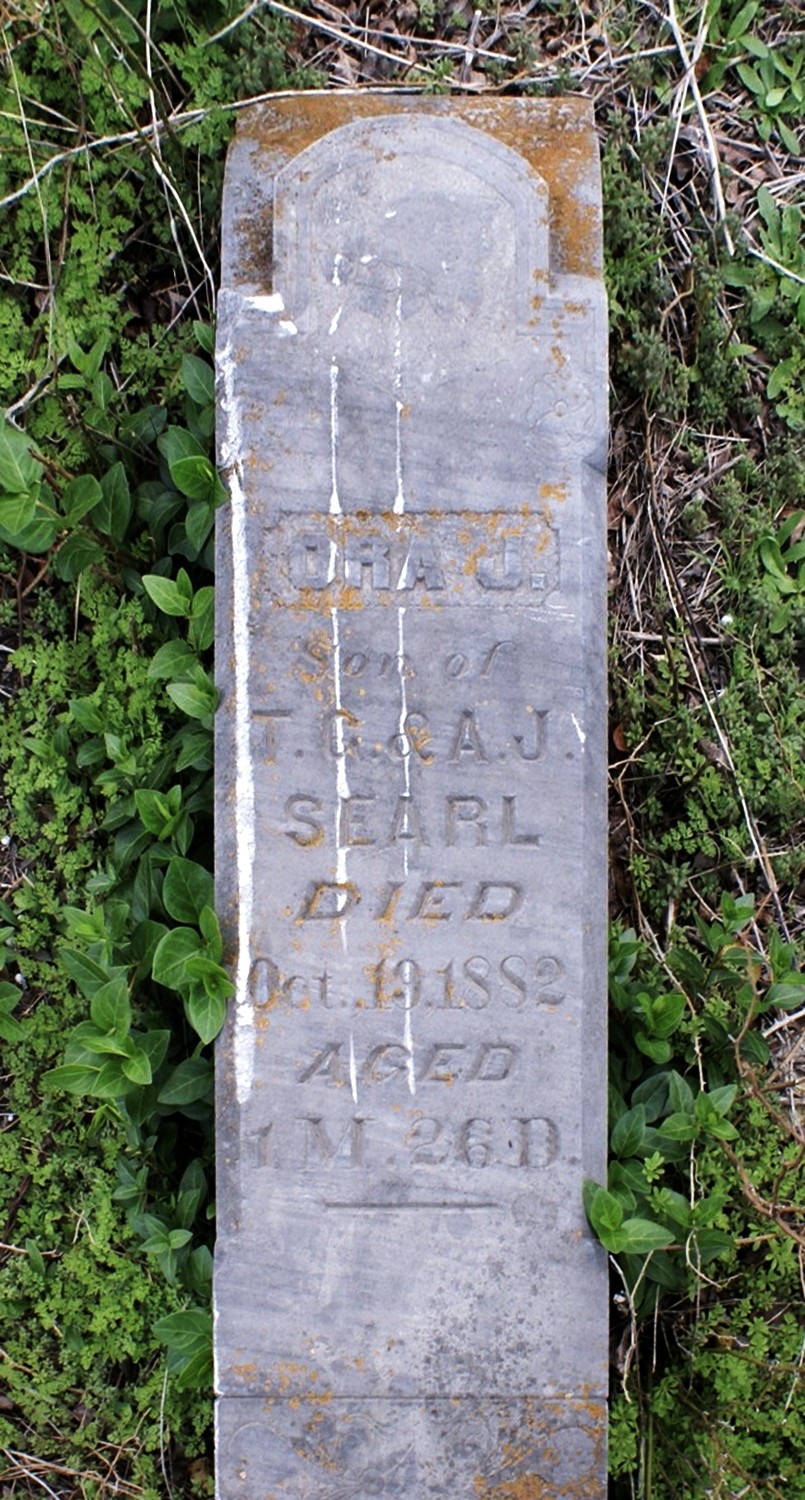 ORA J.
Son of
T. G. & A. J.
SEARL
DIED
Oct. 19. 1882
AGED
1 M. 26 D.